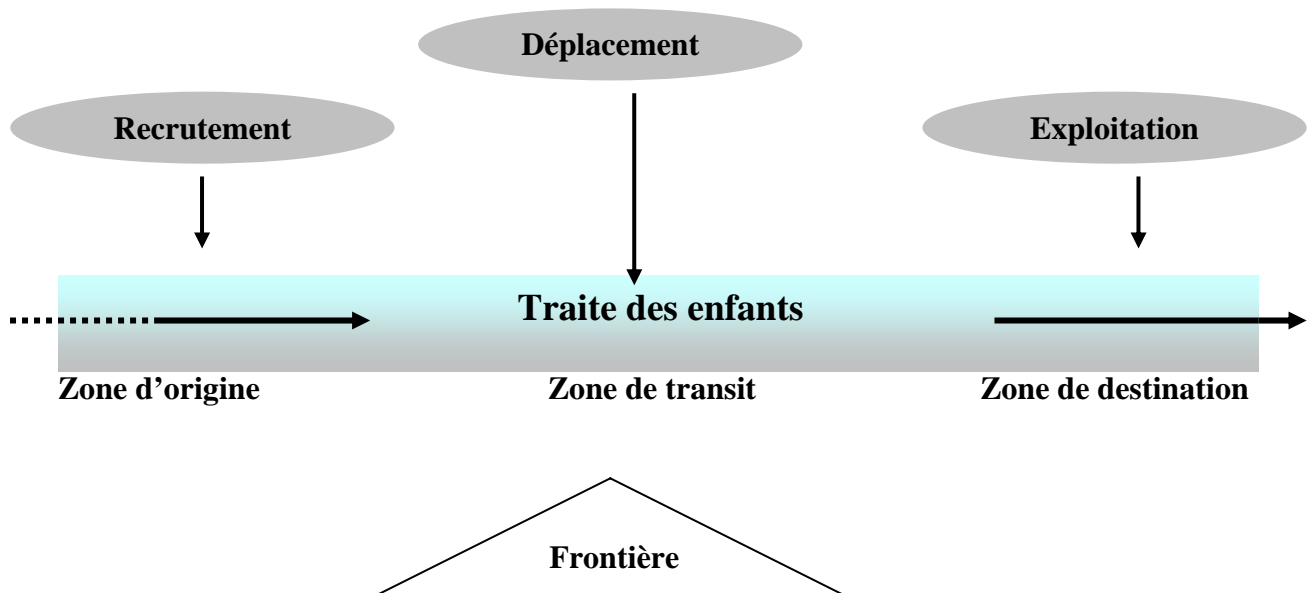 Déplacement
Recrutement
Exploitation
Traite des enfants
Zone d’origine
Zone de transit
Zone de destination
Frontière